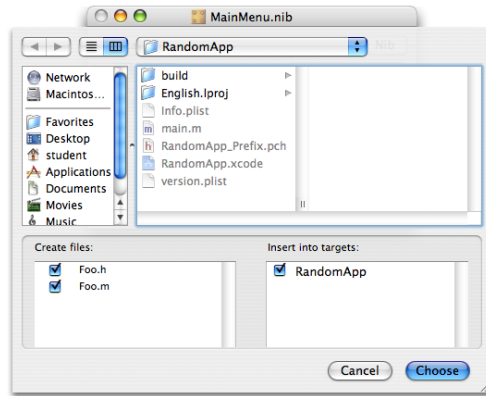 MainMenu.nib
RandomApp
Network
Macintos...
Favorites
Desktop
student
Applications
Documents
Movies
Music
build
English.lproj
Info.plist
main.m
RandomApp_Prefix.pch
RandomApp.xcode
version.plist
Create files:
Foo.h
Foo.m
Insert into targets:
RandomApp
Cancel
Choose